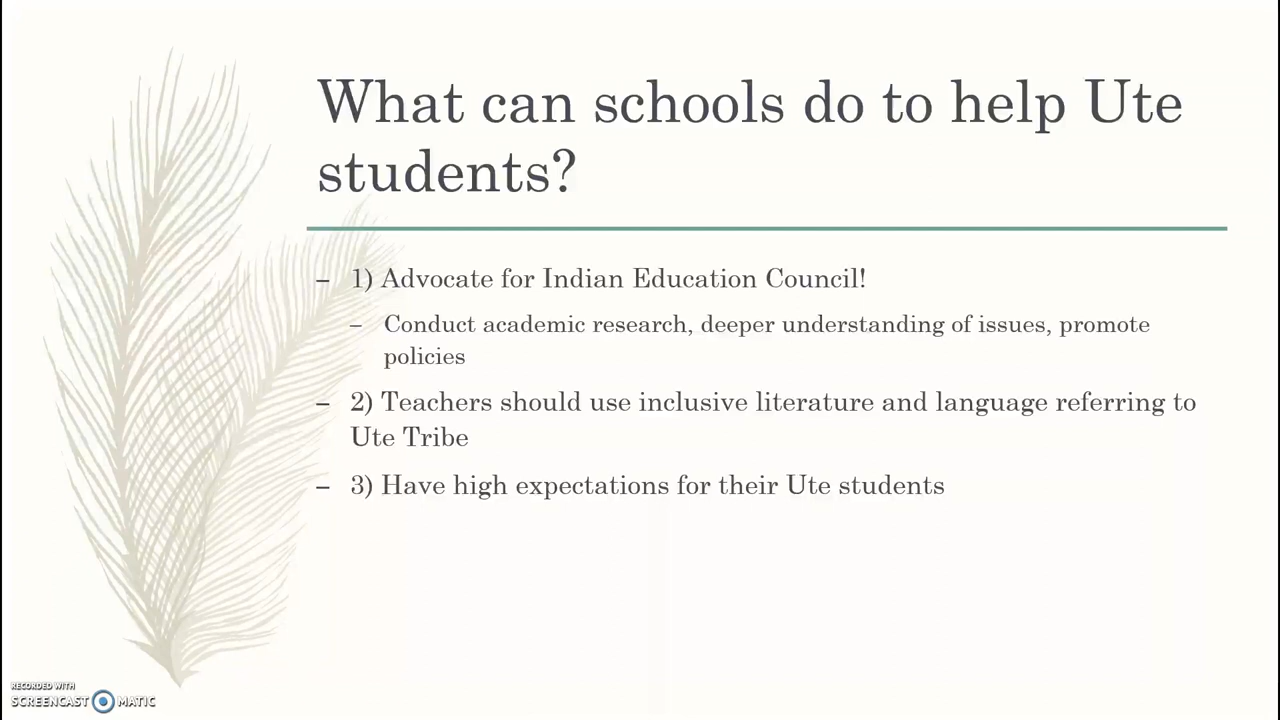 What can schools do to help Ute
students?
– 1) Advocate for Indian Education Council!
– Conduct academic research, deeper understanding of issues, promote
policies
– 2) Teachers should use inclusive literature and language referring to
Ute Tribe
– 3) Have high expectations for their Ute students
RECORDED WITH
SCREENCAST MATIC